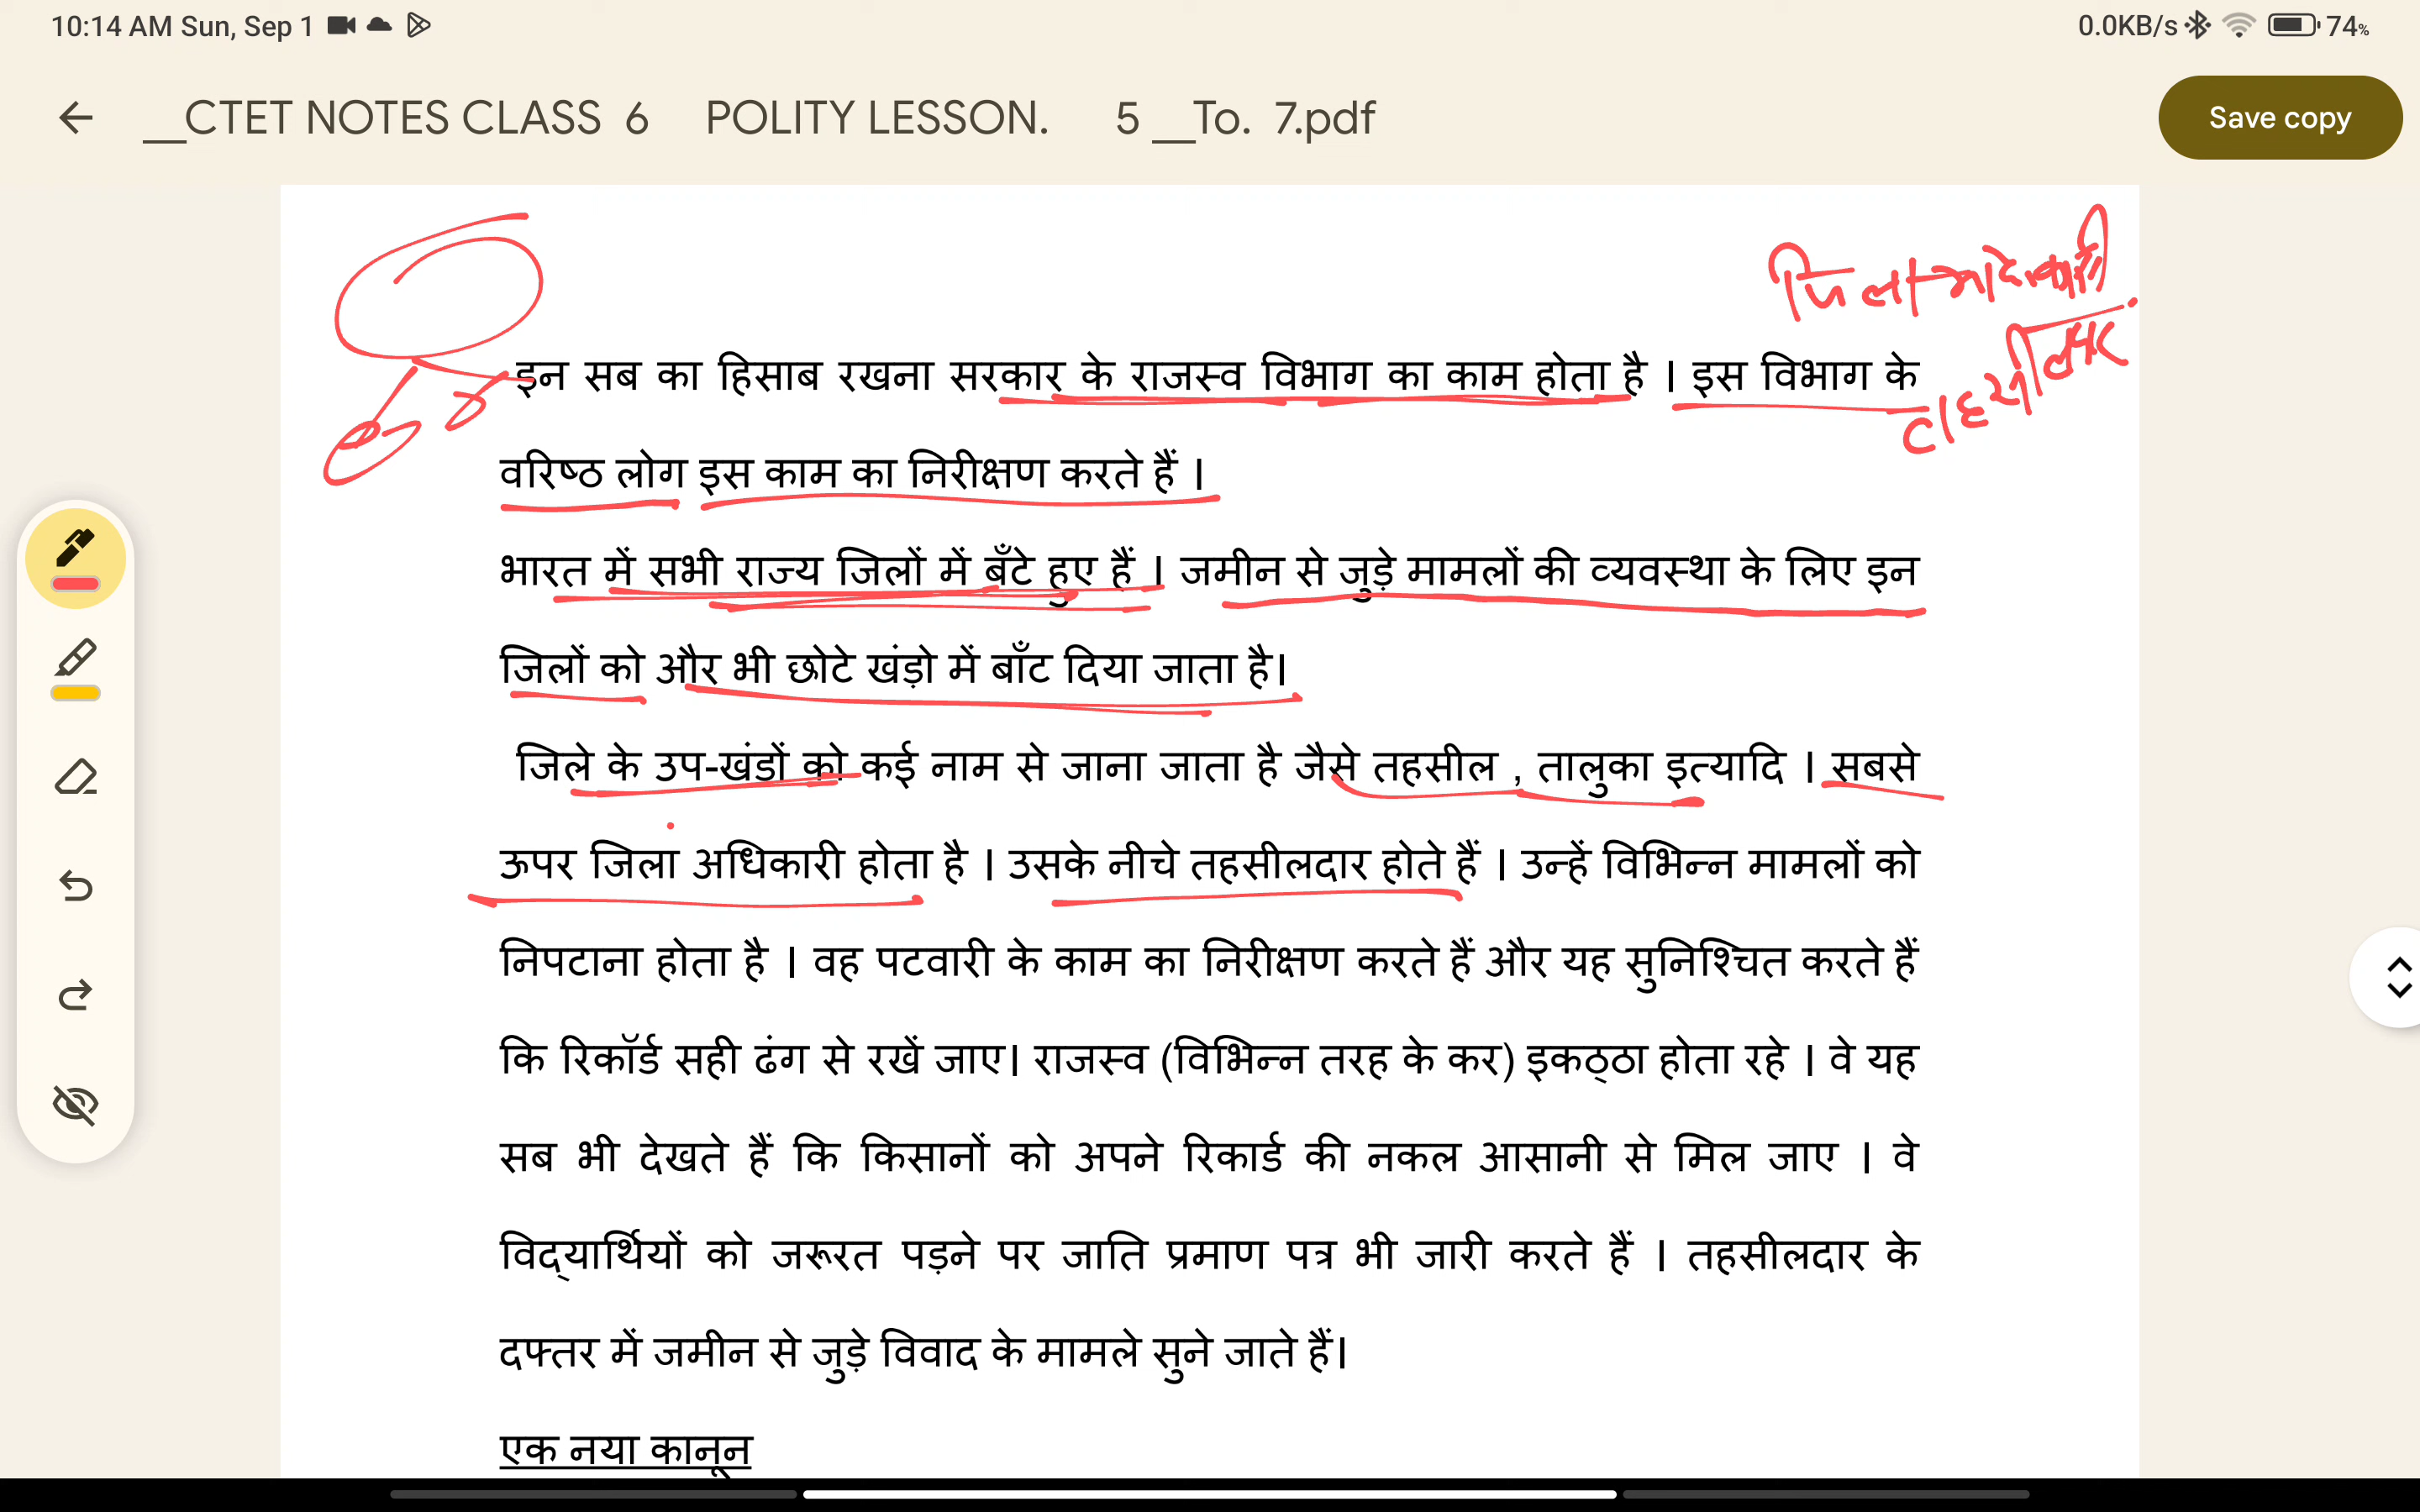 10:14 AM Sun, Sep 1
0.0KB/s 74%
__CTET NOTES CLASS 6 POLITY LESSON. 5 __To. 7.pdf
Save copy
इन सब का हिसाब रखना सरकार के राजस्व विभाग का काम होता है । इस विभाग के
वरिष्ठ लोग इस काम का निरीक्षण करते हैं ।
भारत में सभी राज्य जिलों में बँटे हुए हैं । जमीन से जुड़े मामलों की व्यवस्था के लिए इन
जिलों को और भी छोटे खंड़ो में बाँट दिया जाता है।
जिले के उप-खंडों को कई नाम से जाना जाता है जैसे तहसील , तालुका इत्यादि । सबसे
ऊपर जिला अधिकारी होता है । उसके नीचे तहसीलदार होते हैं । उन्हें विभिन्न मामलों को
निपटाना होता है । वह पटवारी के काम का निरीक्षण करते हैं और यह सुनिश्चित करते हैं
कि रिकॉर्ड सही ढंग से रखें जाए। राजस्व (विभिन्न तरह के कर) इकठ्ठा होता रहे । वे यह
सब भी देखते हैं कि किसानों को अपने रिकार्ड की नकल आसानी से मिल जाए । वे
विद्यार्थियों को जरूरत पड़ने पर जाति प्रमाण पत्र भी जारी करते हैं । तहसीलदार के
दफ्तर में जमीन से जुड़े विवाद के मामले सुने जाते हैं।
एक नया कानून